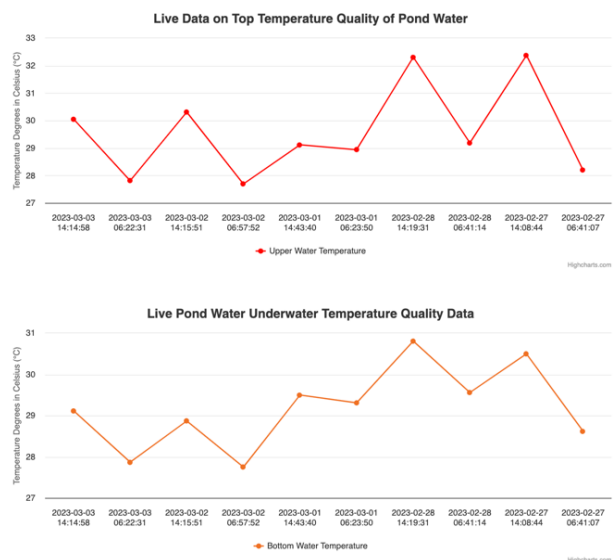 Live Data on Top Temperature Quality of Pond Water
Temperature Degrees in Celsius (°C)
33
32
31
30
29
28
27
2023-03-03 2023-03-03 2023-03-02 2023-03-02 2023-03-01 2023-03-01 2023-02-28 2023-02-28 2023-02-27 2023-02-27
14:14:58 06:22:31 14:15:51 06:57:52 14:43:40 06:23:50 14:19:31 06:41:14 14:08:44 06:41:07
Upper Water Temperature
Highcharts.com
Live Pond Water Underwater Temperature Quality Data
Temperature Degrees in Celsius (°C)
31
30
29
28
27
2023-03-03 2023-03-03 2023-03-02 2023-03-02 2023-03-01 2023-03-01 2023-02-28 2023-02-28 2023-02-27 2023-02-27
14:14:58 06:22:31 14:15:51 06:57:52 14:43:40 06:23:50 14:19:31 06:41:14 14:08:44 06:41:07
Bottom Water Temperature
Highcharts.com